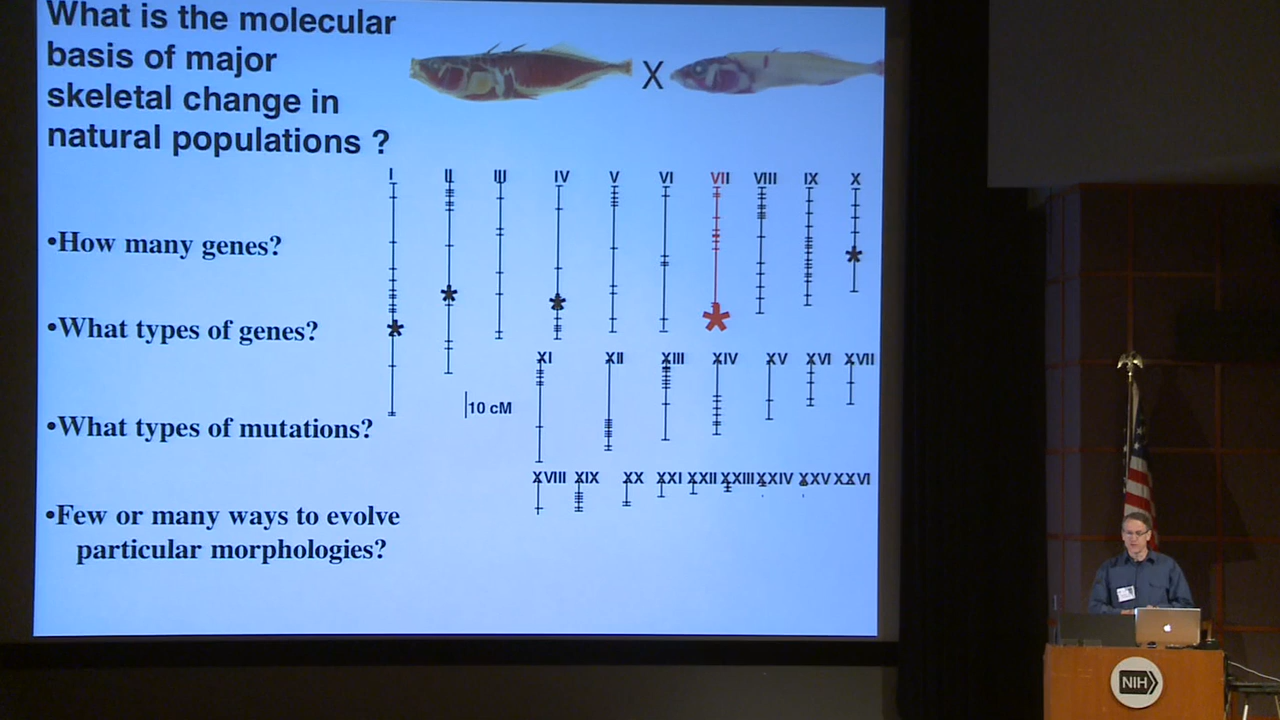 What is the molecular
basis of major
skeletal change in
natural populations ?
X
I II III IV V VI VII VIII IX X
•How many genes?
•What types of genes?
XI XII XIII XIV XV XVI XVII
10 cM
•What types of mutations?
XVIII XIX XX XXI XXII XXIII XXIV XXV XXVI
•Few or many ways to evolve
particular morphologies?
NIH